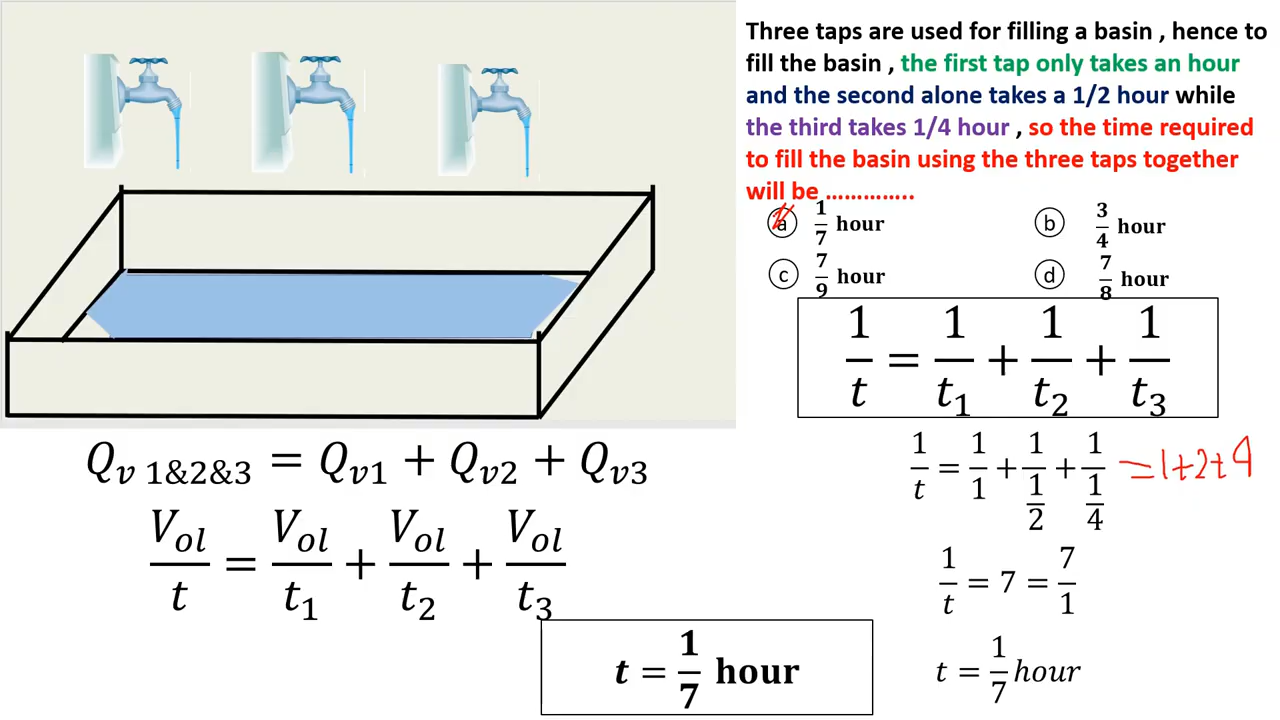 Three taps are used for filling a basin , hence to
fill the basin , the first tap only takes an hour
and the second alone takes a 1/2 hour while
the third takes 1/4 hour , so the time required
to fill the basin using the three taps together
will be …………..
a 1/7 hour
b 3/4 hour
c 7/9 hour
d 7/8 hour
1/t = 1/t₁ + 1/t₂ + 1/t₃
Qᵥ ₁&₂&₃ = Qᵥ₁ + Qᵥ₂ + Qᵥ₃
Vₒₗ/t = Vₒₗ/t₁ + Vₒₗ/t₂ + Vₒₗ/t₃
1/t = 1/1 + 1/(1/2) + 1/(1/4) = 1+2+4
1/t = 7 = 7/1
t = 1/7 hour
t = 1/7 hour